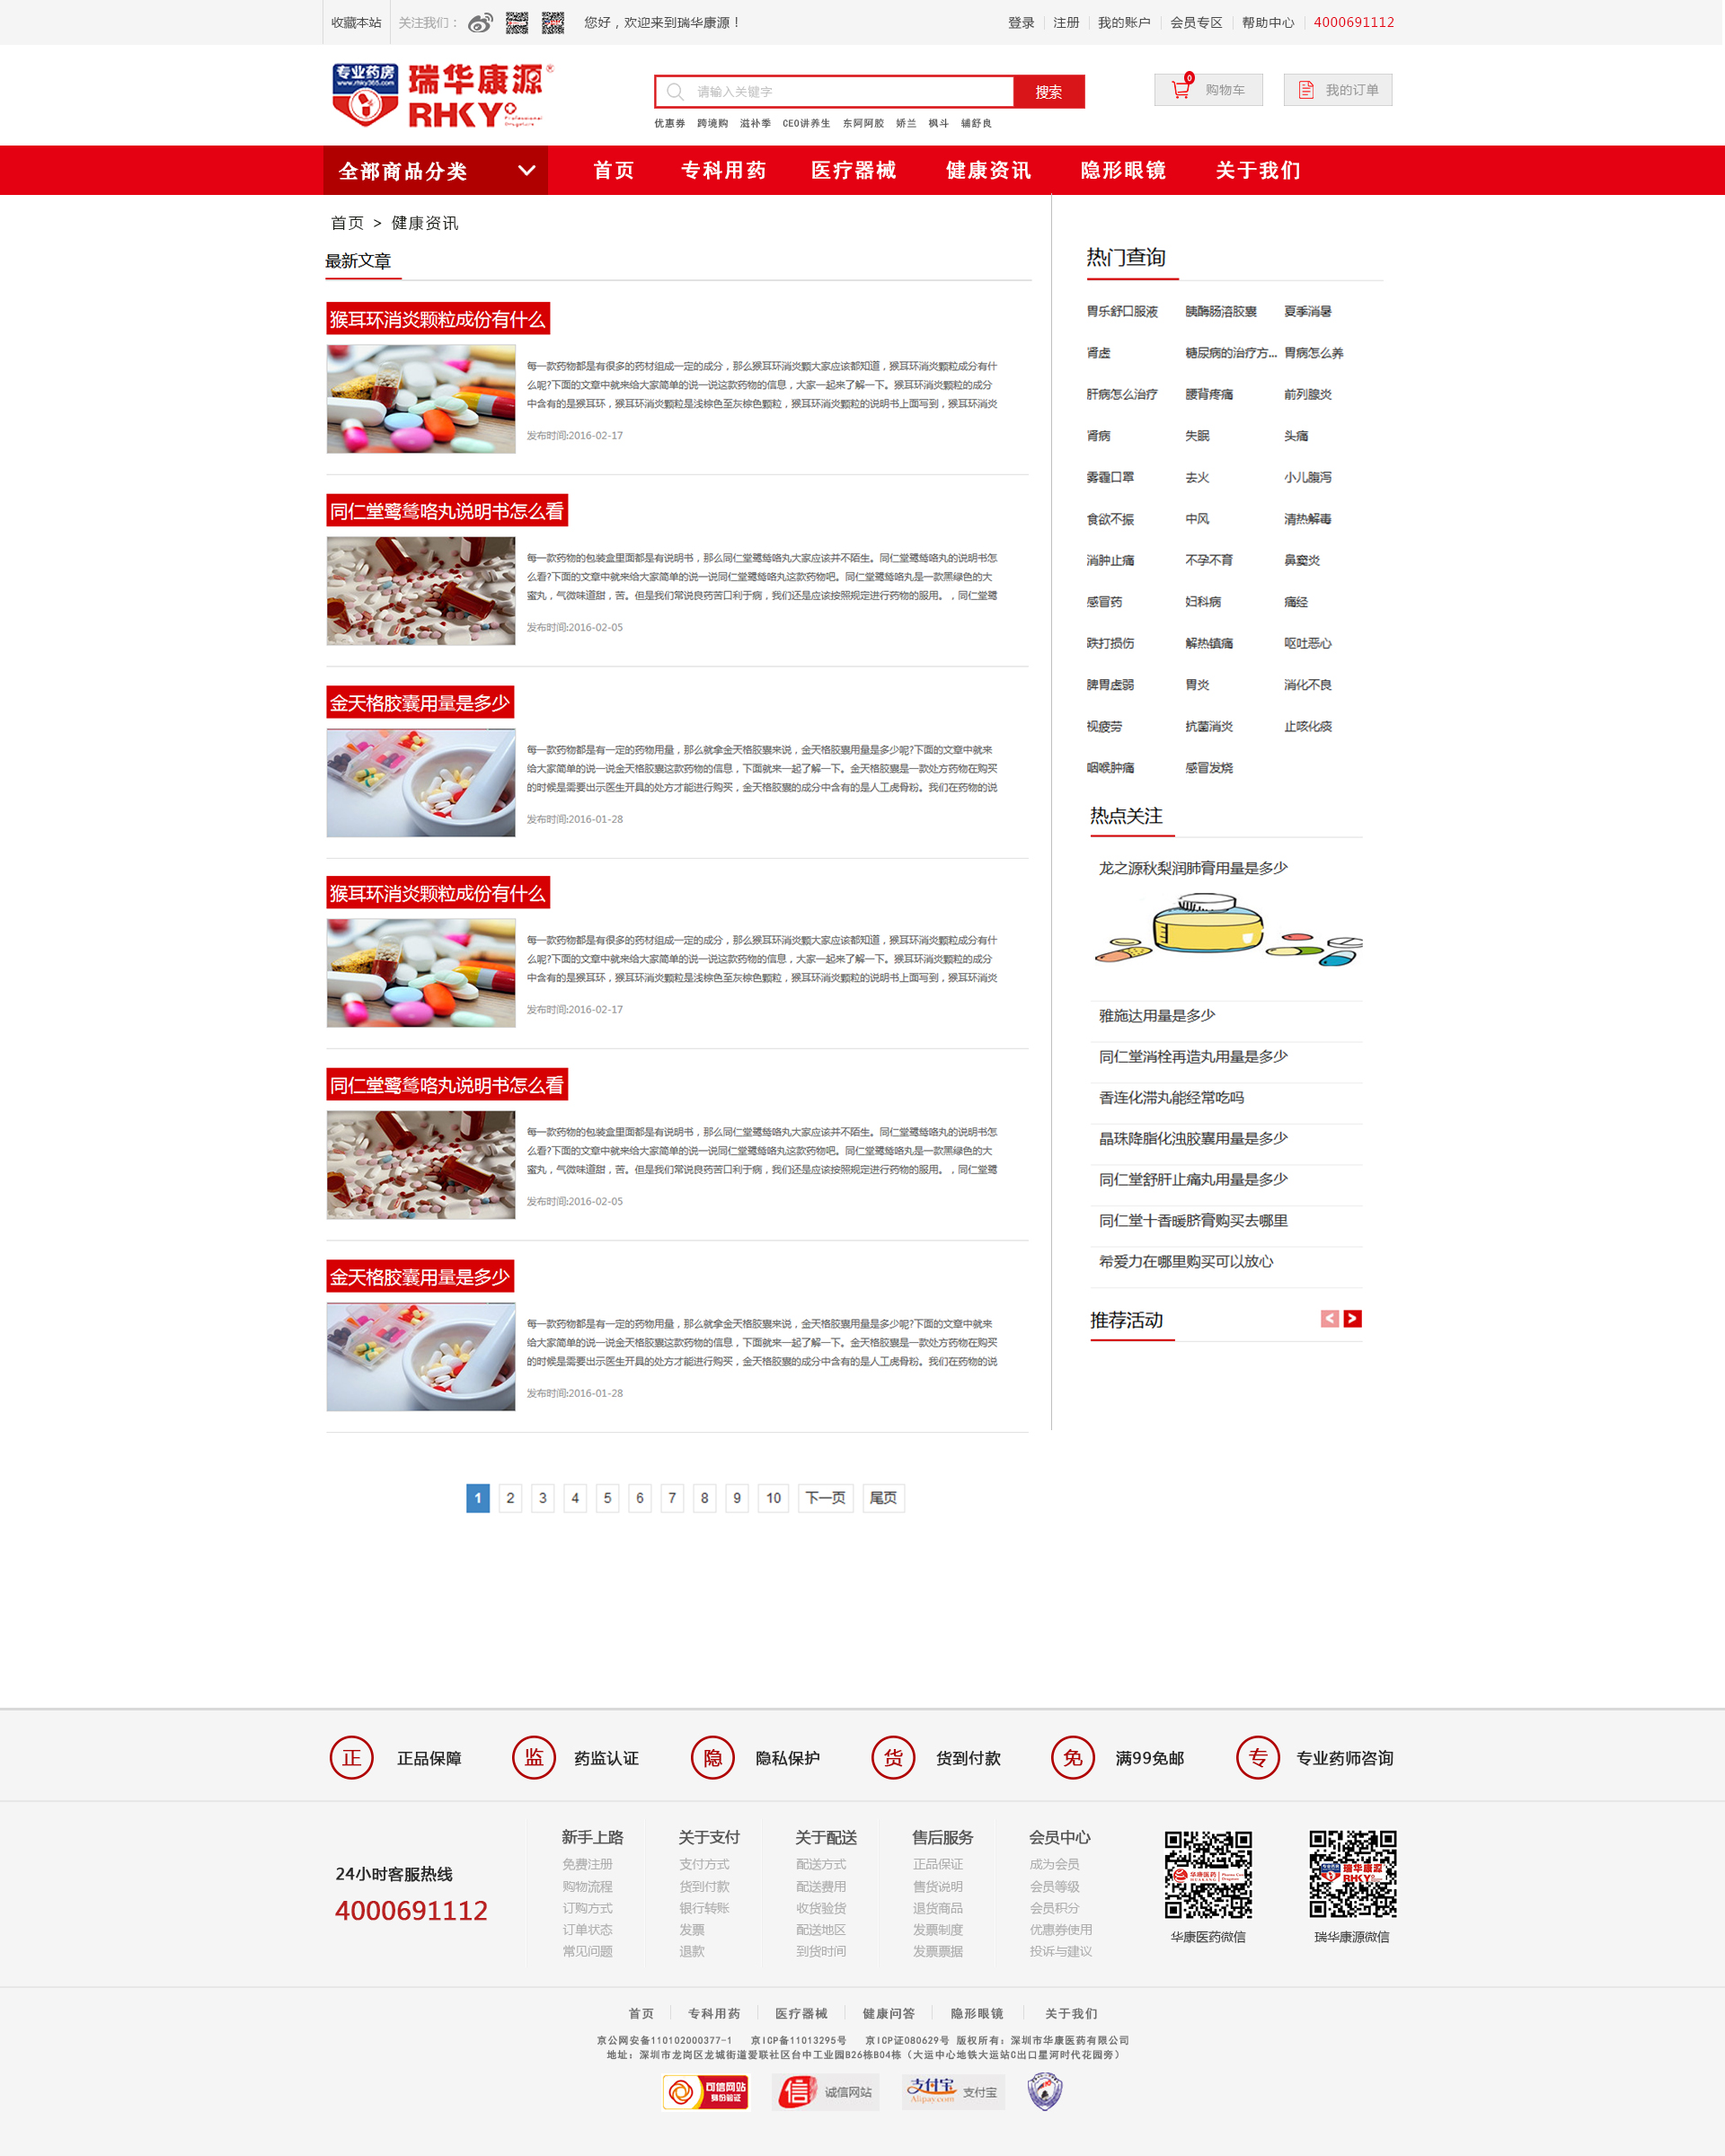 收藏本站 关注我们： 您好，欢迎来到瑞华康源！ 登录 注册 我的账户 会员专区 帮助中心 4000691112
专业药房
www.rhky365.com
瑞华康源®
RHKY
请输入关键字 搜索
0 购物车 我的订单
优惠券 跨境购 滋补季 CEO讲养生 东阿阿胶 娇兰 枫斗 辅舒良
全部商品分类 首页 专科用药 医疗器械 健康资讯 隐形眼镜 关于我们
首页 > 健康资讯
最新文章
猴耳环消炎颗粒成份有什么
每一款药物都是有很多的药材组成一定的成分，那么猴耳环消炎颗大家应该都知道，猴耳环消炎颗粒成分有什
么呢?下面的文章中就来给大家简单的说一说这款药物的信息，大家一起来了解一下。猴耳环消炎颗粒的成分
中含有的是猴耳环，猴耳环消炎颗粒是浅棕色至灰棕色颗粒，猴耳环消炎颗粒的说明书上面写到，猴耳环消炎
发布时间:2016-02-17
同仁堂鹭鸶咯丸说明书怎么看
每一款药物的包装盒里面都是有说明书，那么同仁堂鹭鸶咯丸大家应该并不陌生。同仁堂鹭鸶咯丸的说明书怎
么看?下面的文章中就来给大家简单的说一说同仁堂鹭鸶咯丸这款药物吧。同仁堂鹭鸶咯丸是一款黑绿色的大
蜜丸，气微味道甜，苦。但是我们常说良药苦口利于病，我们还是应该按照规定进行药物的服用。，同仁堂鹭
发布时间:2016-02-05
金天格胶囊用量是多少
每一款药物都是有一定的药物用量，那么就拿金天格胶囊来说，金天格胶囊用量是多少呢?下面的文章中就来
给大家简单的说一说金天格胶囊这款药物的信息，下面就来一起了解一下。金天格胶囊是一款处方药物在购买
的时候是需要出示医生开具的处方才能进行购买，金天格胶囊的成分中含有的是人工虎骨粉。我们在药物的说
发布时间:2016-01-28
猴耳环消炎颗粒成份有什么
每一款药物都是有很多的药材组成一定的成分，那么猴耳环消炎颗大家应该都知道，猴耳环消炎颗粒成分有什
么呢?下面的文章中就来给大家简单的说一说这款药物的信息，大家一起来了解一下。猴耳环消炎颗粒的成分
中含有的是猴耳环，猴耳环消炎颗粒是浅棕色至灰棕色颗粒，猴耳环消炎颗粒的说明书上面写到，猴耳环消炎
发布时间:2016-02-17
同仁堂鹭鸶咯丸说明书怎么看
每一款药物的包装盒里面都是有说明书，那么同仁堂鹭鸶咯丸大家应该并不陌生。同仁堂鹭鸶咯丸的说明书怎
么看?下面的文章中就来给大家简单的说一说同仁堂鹭鸶咯丸这款药物吧。同仁堂鹭鸶咯丸是一款黑绿色的大
蜜丸，气微味道甜，苦。但是我们常说良药苦口利于病，我们还是应该按照规定进行药物的服用。，同仁堂鹭
发布时间:2016-02-05
金天格胶囊用量是多少
每一款药物都是有一定的药物用量，那么就拿金天格胶囊来说，金天格胶囊用量是多少呢?下面的文章中就来
给大家简单的说一说金天格胶囊这款药物的信息，下面就来一起了解一下。金天格胶囊是一款处方药物在购买
的时候是需要出示医生开具的处方才能进行购买，金天格胶囊的成分中含有的是人工虎骨粉。我们在药物的说
发布时间:2016-01-28
1 2 3 4 5 6 7 8 9 10 下一页 尾页
热门查询
胃乐舒口服液 胰酶肠溶胶囊 夏季消暑
肾虚 糖尿病的治疗方... 胃病怎么养
肝病怎么治疗 腰背疼痛 前列腺炎
肾病 失眠 头痛
雾霾口罩 去火 小儿腹泻
食欲不振 中风 清热解毒
消肿止痛 不孕不育 鼻窦炎
感冒药 妇科病 痛经
跌打损伤 解热镇痛 呕吐恶心
脾胃虚弱 胃炎 消化不良
视疲劳 抗菌消炎 止咳化痰
咽喉肿痛 感冒发烧
热点关注
龙之源秋梨润肺膏用量是多少
雅施达用量是多少
同仁堂消栓再造丸用量是多少
香连化滞丸能经常吃吗
晶珠降脂化浊胶囊用量是多少
同仁堂舒肝止痛丸用量是多少
同仁堂十香暖脐膏购买去哪里
希爱力在哪里购买可以放心
推荐活动 < >
正 正品保障 监 药监认证 隐 隐私保护 货 货到付款 免 满99免邮 专 专业药师咨询
24小时客服热线
4000691112
新手上路 关于支付 关于配送 售后服务 会员中心
免费注册 支付方式 配送方式 正品保证 成为会员
购物流程 货到付款 配送费用 售货说明 会员等级
订购方式 银行转账 收货验货 退货商品 会员积分
订单状态 发票 配送地区 发票制度 优惠券使用
常见问题 退款 到货时间 发票票据 投诉与建议
华康医药
瑞华康源
RHKY
华康医药微信 瑞华康源微信
首页 专科用药 医疗器械 健康问答 隐形眼镜 关于我们
京公网安备110102000377-1 京ICP备11013295号 京ICP证080629号 版权所有：深圳市华康医药有限公司
地址：深圳市龙岗区龙城街道爱联社区台中工业园B26栋B04栋（大运中心地铁大运站C出口星河时代花园旁）
可信网站
身份验证
信 诚信网站
支付宝
Alipay.com
支付宝